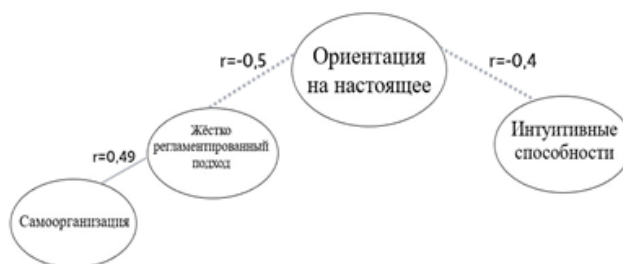 r=-0,5
Ориентация
на настоящее
r=-0,4
Жёстко
регламентированный
подход
Интуитивные
способности
r=0,49
Самоорганизация